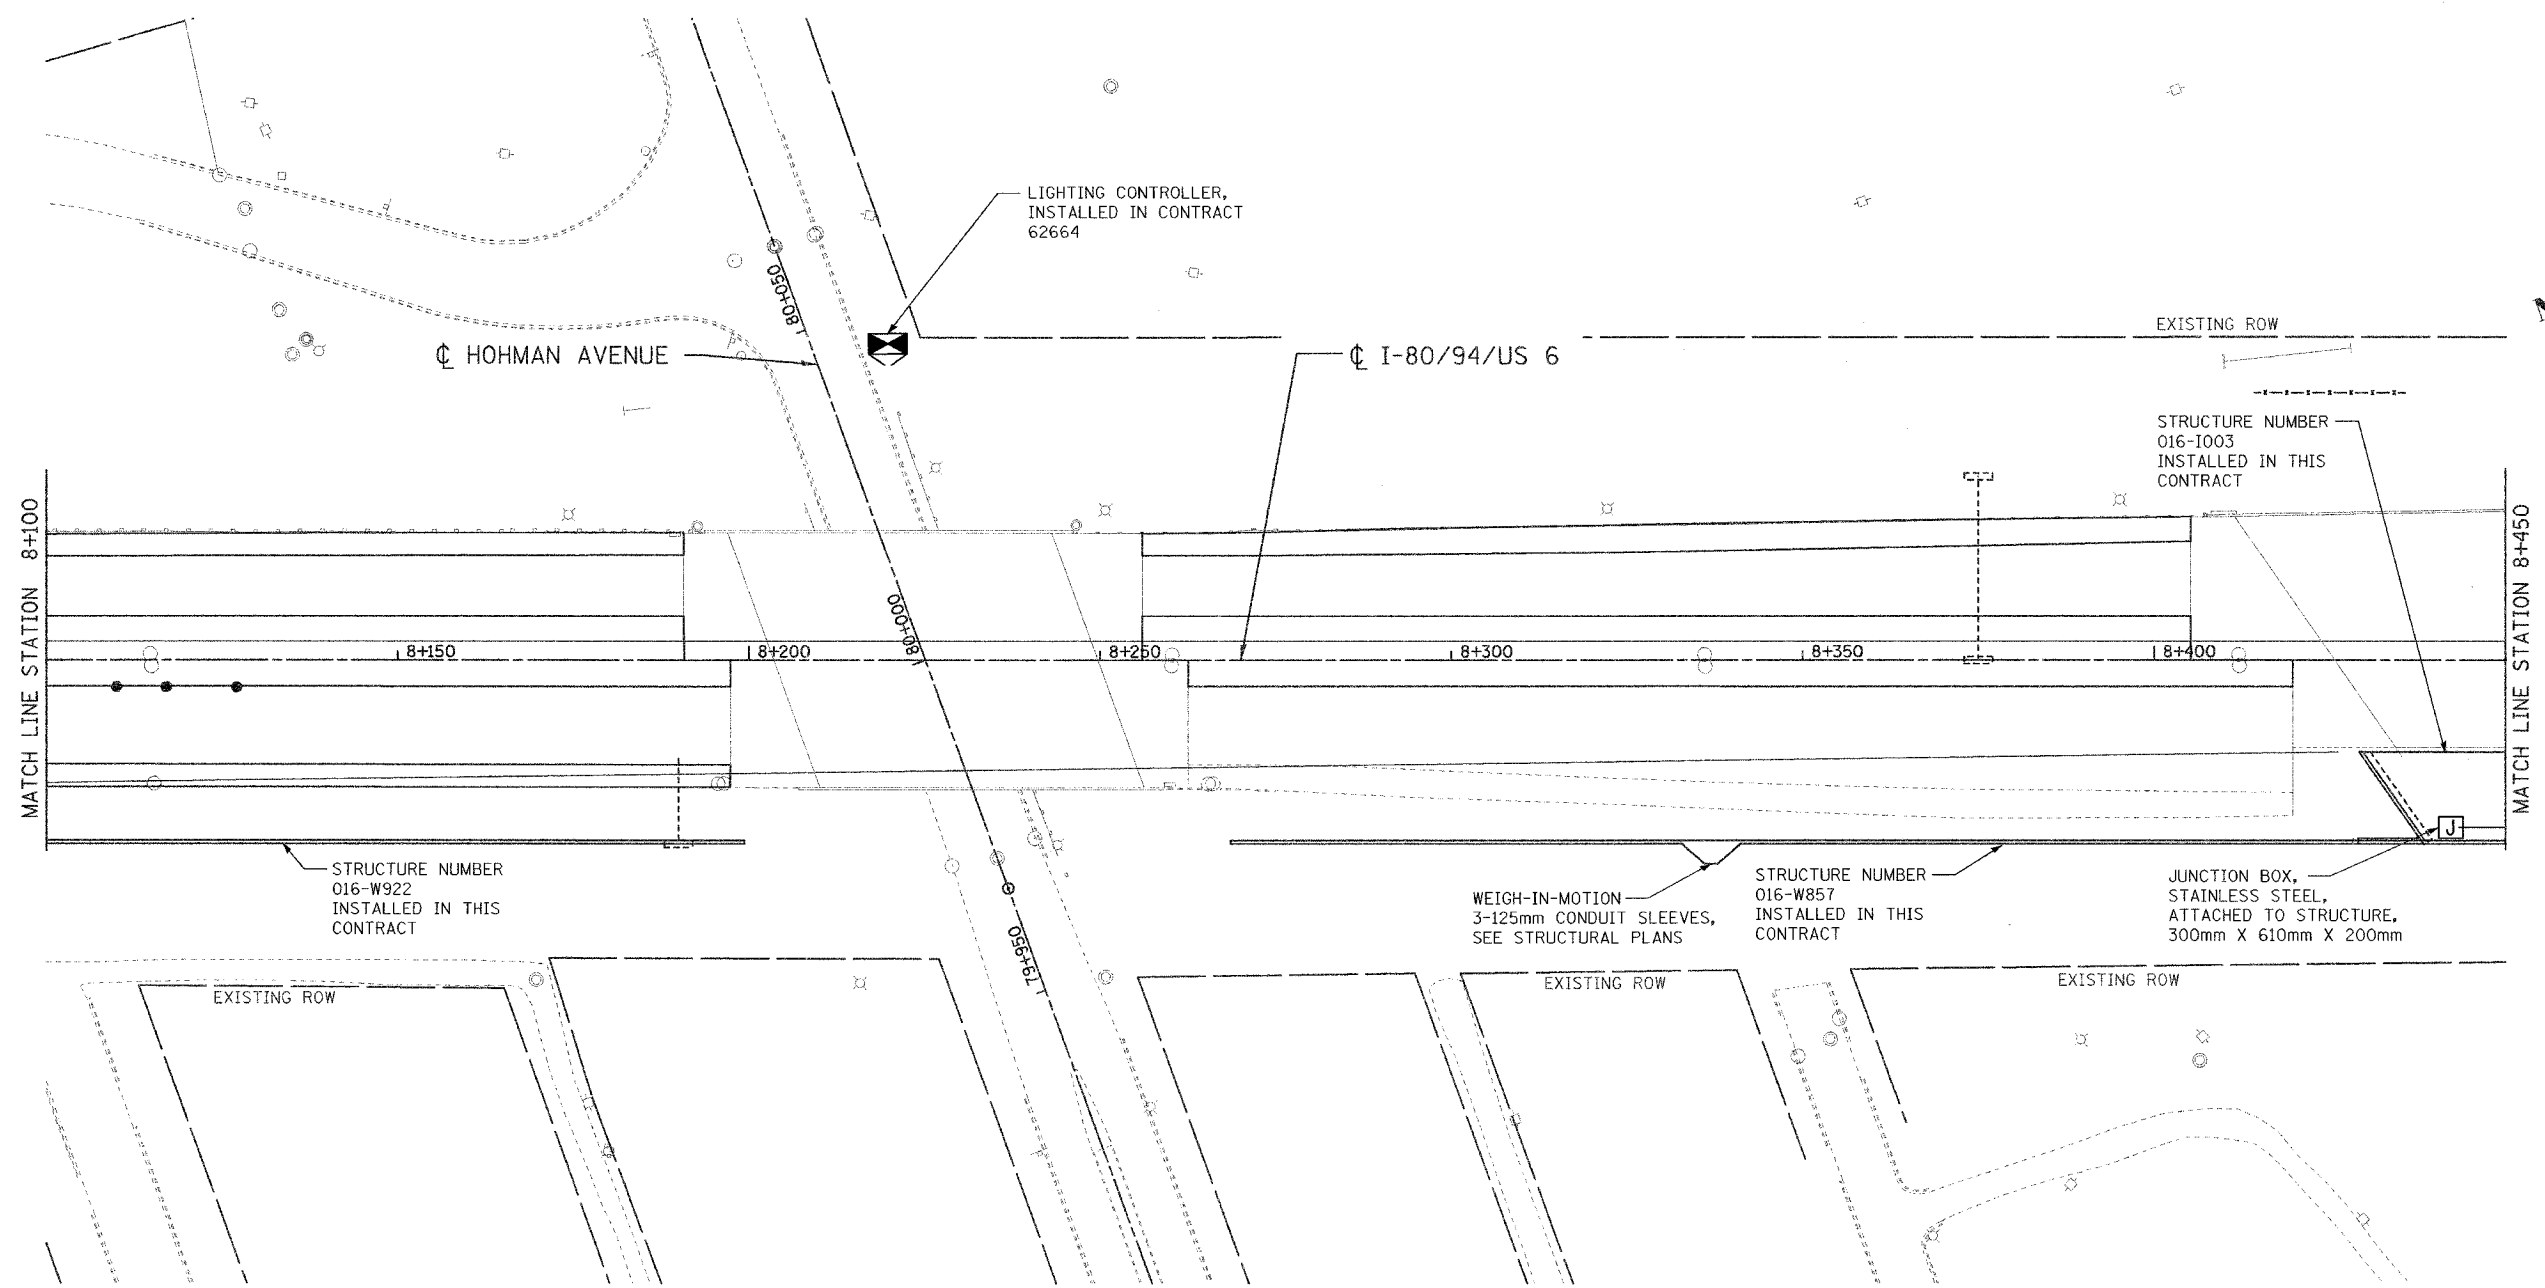 LIGHTING CONTROLLER,
INSTALLED IN CONTRACT
62664
80+050
EXISTING ROW
℄ HOHMAN AVENUE
℄ I-80/94/US 6
STRUCTURE NUMBER
016-I003
INSTALLED IN THIS
CONTRACT
MATCH LINE STATION 8+100
MATCH LINE STATION 8+450
80+000
8+150
8+200
8+250
8+300
8+350
8+400
J
STRUCTURE NUMBER
016-W922
INSTALLED IN THIS
CONTRACT
79+950
WEIGH-IN-MOTION
3-125mm CONDUIT SLEEVES,
SEE STRUCTURAL PLANS
STRUCTURE NUMBER
016-W857
INSTALLED IN THIS
CONTRACT
JUNCTION BOX,
STAINLESS STEEL,
ATTACHED TO STRUCTURE,
300mm X 610mm X 200mm
EXISTING ROW
EXISTING ROW
EXISTING ROW